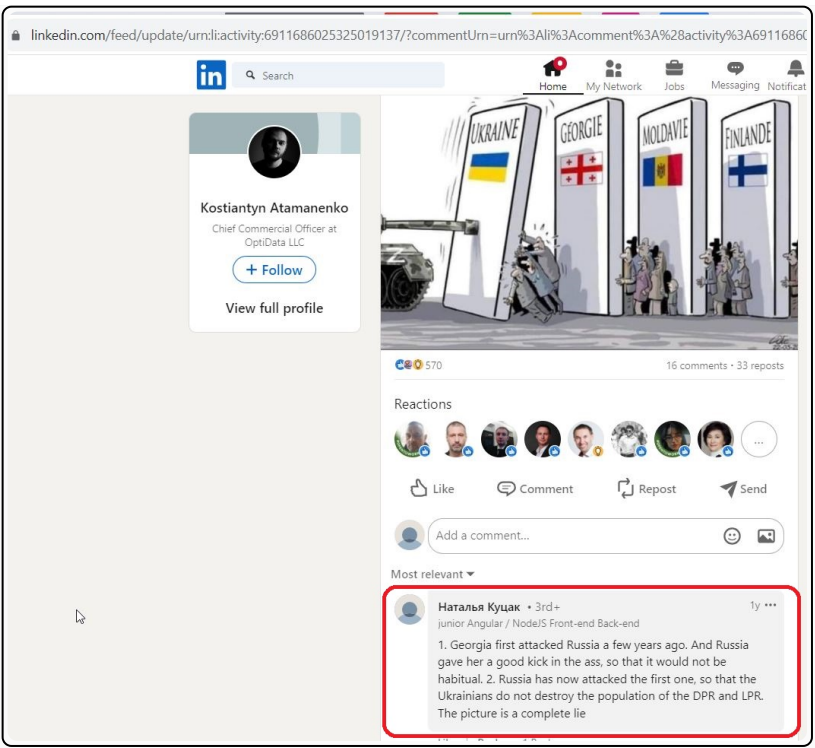 linkedin.com/feed/update/urn:li:activity:6911686025325019137/?commentUrn=urn%3Ali%3Acomment%3A%28activity%3A6911686
in
Search
Home
My Network
Jobs
Messaging
Notificat
UKRAINE
GEORGIE
MOLDAVIE
FINLANDE
Z
Kostiantyn Atamanenko
Chief Commercial Officer at
OptiData LLC
+ Follow
View full profile
570
16 comments • 33 reposts
Reactions
...
Like
Comment
Repost
Send
Add a comment...
Most relevant
Наталья Куцак • 3rd+
1y •••
junior Angular / NodeJS Front-end Back-end
1. Georgia first attacked Russia a few years ago. And Russia
gave her a good kick in the ass, so that it would not be
habitual. 2. Russia has now attacked the first one, so that the
Ukrainians do not destroy the population of the DPR and LPR.
The picture is a complete lie